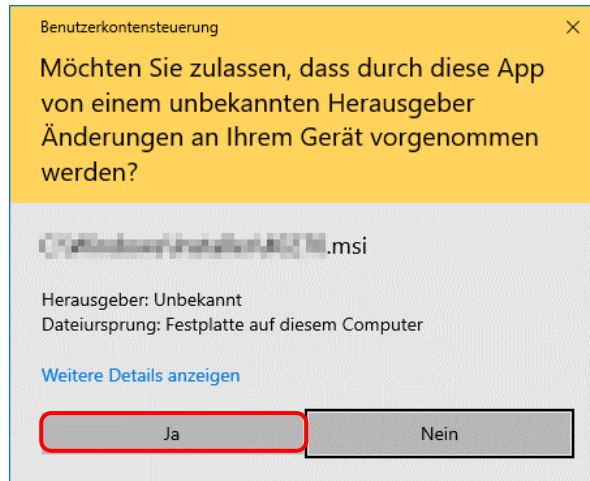 Benutzerkontensteuerung
Möchten Sie zulassen, dass durch diese App
von einem unbekannten Herausgeber
Änderungen an Ihrem Gerät vorgenommen
werden?
.msi
Herausgeber: Unbekannt
Dateiursprung: Festplatte auf diesem Computer
Weitere Details anzeigen
Ja
Nein